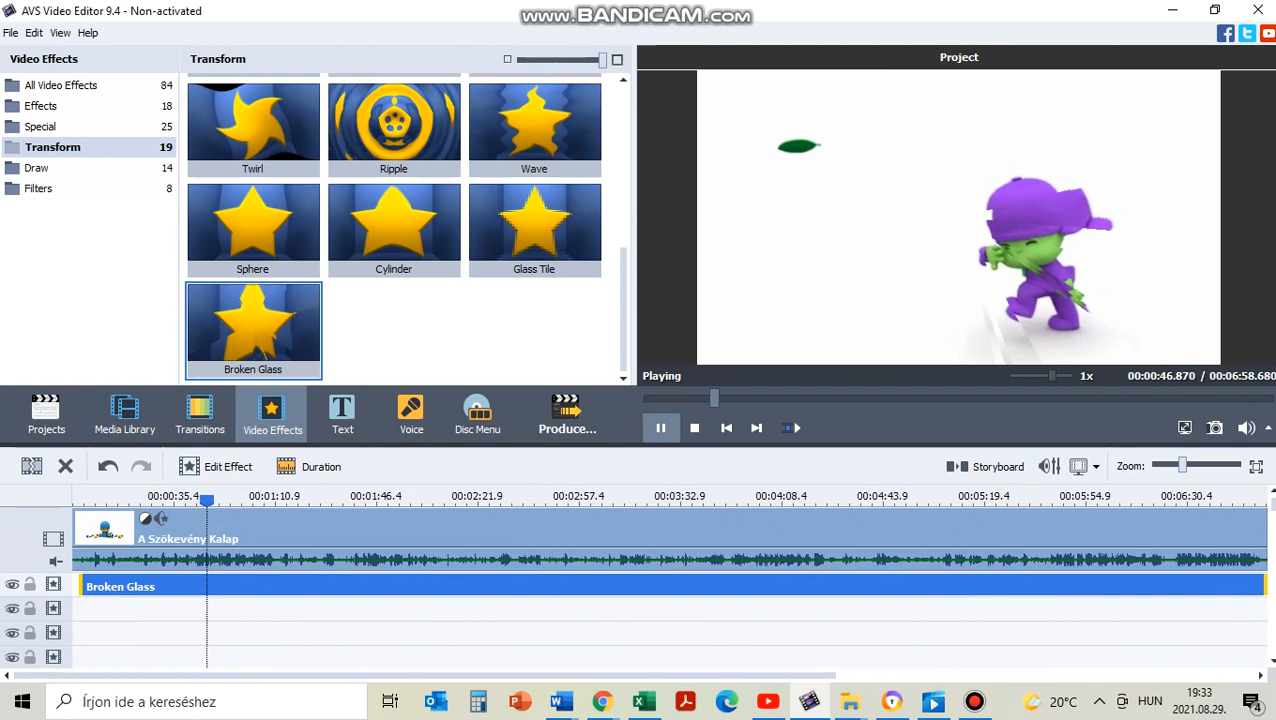 AVS Video Editor 9.4 - Non-activated
www.BANDICAM.com
File Edit View Help
Video Effects
Transform
Project
All Video Effects 84
Effects 18
Special 25
Transform 19
Draw 14
Filters 8
Twirl Ripple Wave
Sphere Cylinder Glass Tile
Broken Glass
Playing 1x 00:00:46.870 / 00:06:58.680
Projects Media Library Transitions Video Effects Text Voice Disc Menu Produce...
Edit Effect Duration Storyboard Zoom:
00:00:35.4 00:01:10.9 00:01:46.4 00:02:21.9 00:02:57.4 00:03:32.9 00:04:08.4 00:04:43.9 00:05:19.4 00:05:54.9 00:06:30.4
A Szökevény Kalap
Broken Glass
Írjon ide a kereséshez
20°C HUN 19:33
2021.08.29.
4